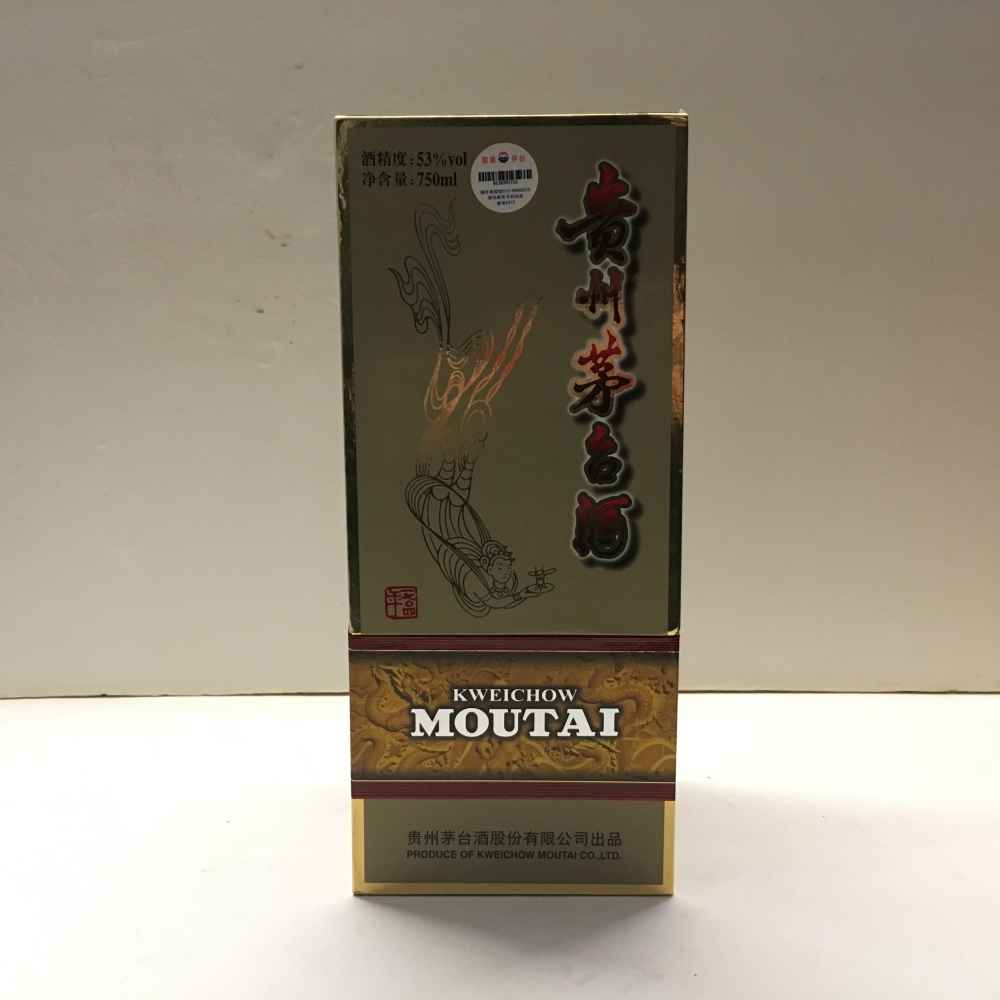 酒精度:53%vol
净含量:750ml
贵州茅台酒
KWEICHOW
MOUTAI
贵州茅台酒股份有限公司出品
PRODUCE OF KWEICHOW MOUTAI CO.,LTD.